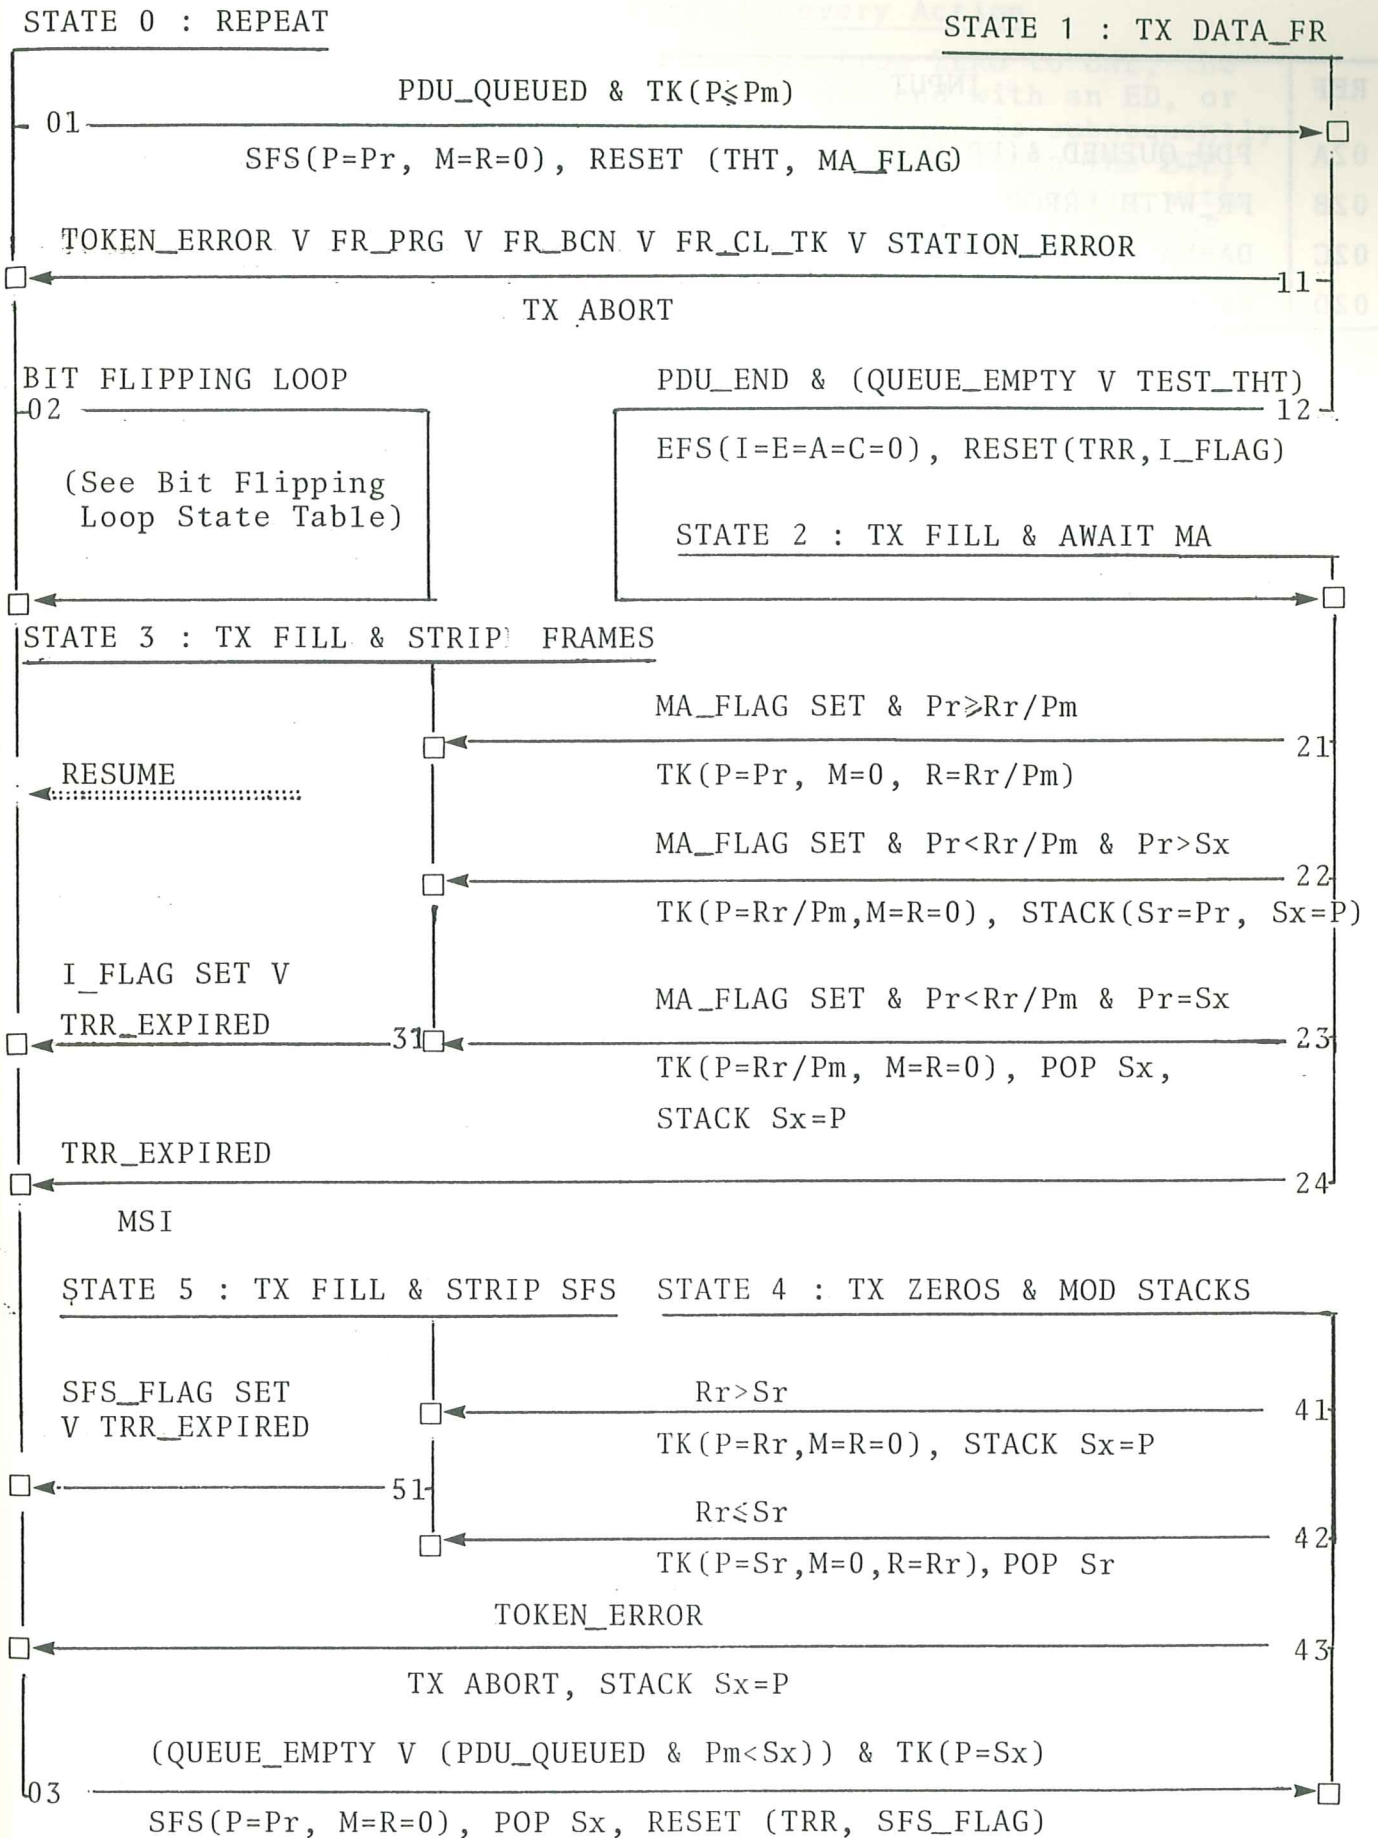 STATE 0 : REPEAT
STATE 1 : TX DATA_FR
PDU_QUEUED & TK(P≤Pm)
01
SFS(P=Pr, M=R=0), RESET (THT, MA_FLAG)
TOKEN_ERROR V FR_PRG V FR_BCN V FR_CL_TK V STATION_ERROR
11
TX ABORT
BIT FLIPPING LOOP
02
(See Bit Flipping
Loop State Table)
PDU_END & (QUEUE_EMPTY V TEST_THT)
12
EFS(I=E=A=C=0), RESET(TRR,I_FLAG)
STATE 2 : TX FILL & AWAIT MA
STATE 3 : TX FILL & STRIP FRAMES
MA_FLAG SET & Pr≥Rr/Pm
21
TK(P=Pr, M=0, R=Rr/Pm)
RESUME
MA_FLAG SET & Pr<Rr/Pm & Pr>Sx
22
TK(P=Rr/Pm,M=R=0), STACK(Sr=Pr, Sx=P)
I_FLAG SET V
TRR_EXPIRED
31
MA_FLAG SET & Pr<Rr/Pm & Pr=Sx
23
TK(P=Rr/Pm, M=R=0), POP Sx,
STACK Sx=P
TRR_EXPIRED
24
MSI
STATE 5 : TX FILL & STRIP SFS
STATE 4 : TX ZEROS & MOD STACKS
SFS_FLAG SET
V TRR_EXPIRED
Rr>Sr
41
TK(P=Rr,M=R=0), STACK Sx=P
51
Rr≤Sr
42
TK(P=Sr,M=0,R=Rr), POP Sr
TOKEN_ERROR
43
TX ABORT, STACK Sx=P
(QUEUE_EMPTY V (PDU_QUEUED & Pm<Sx)) & TK(P=Sx)
03
SFS(P=Pr, M=R=0), POP Sx, RESET (TRR, SFS_FLAG)